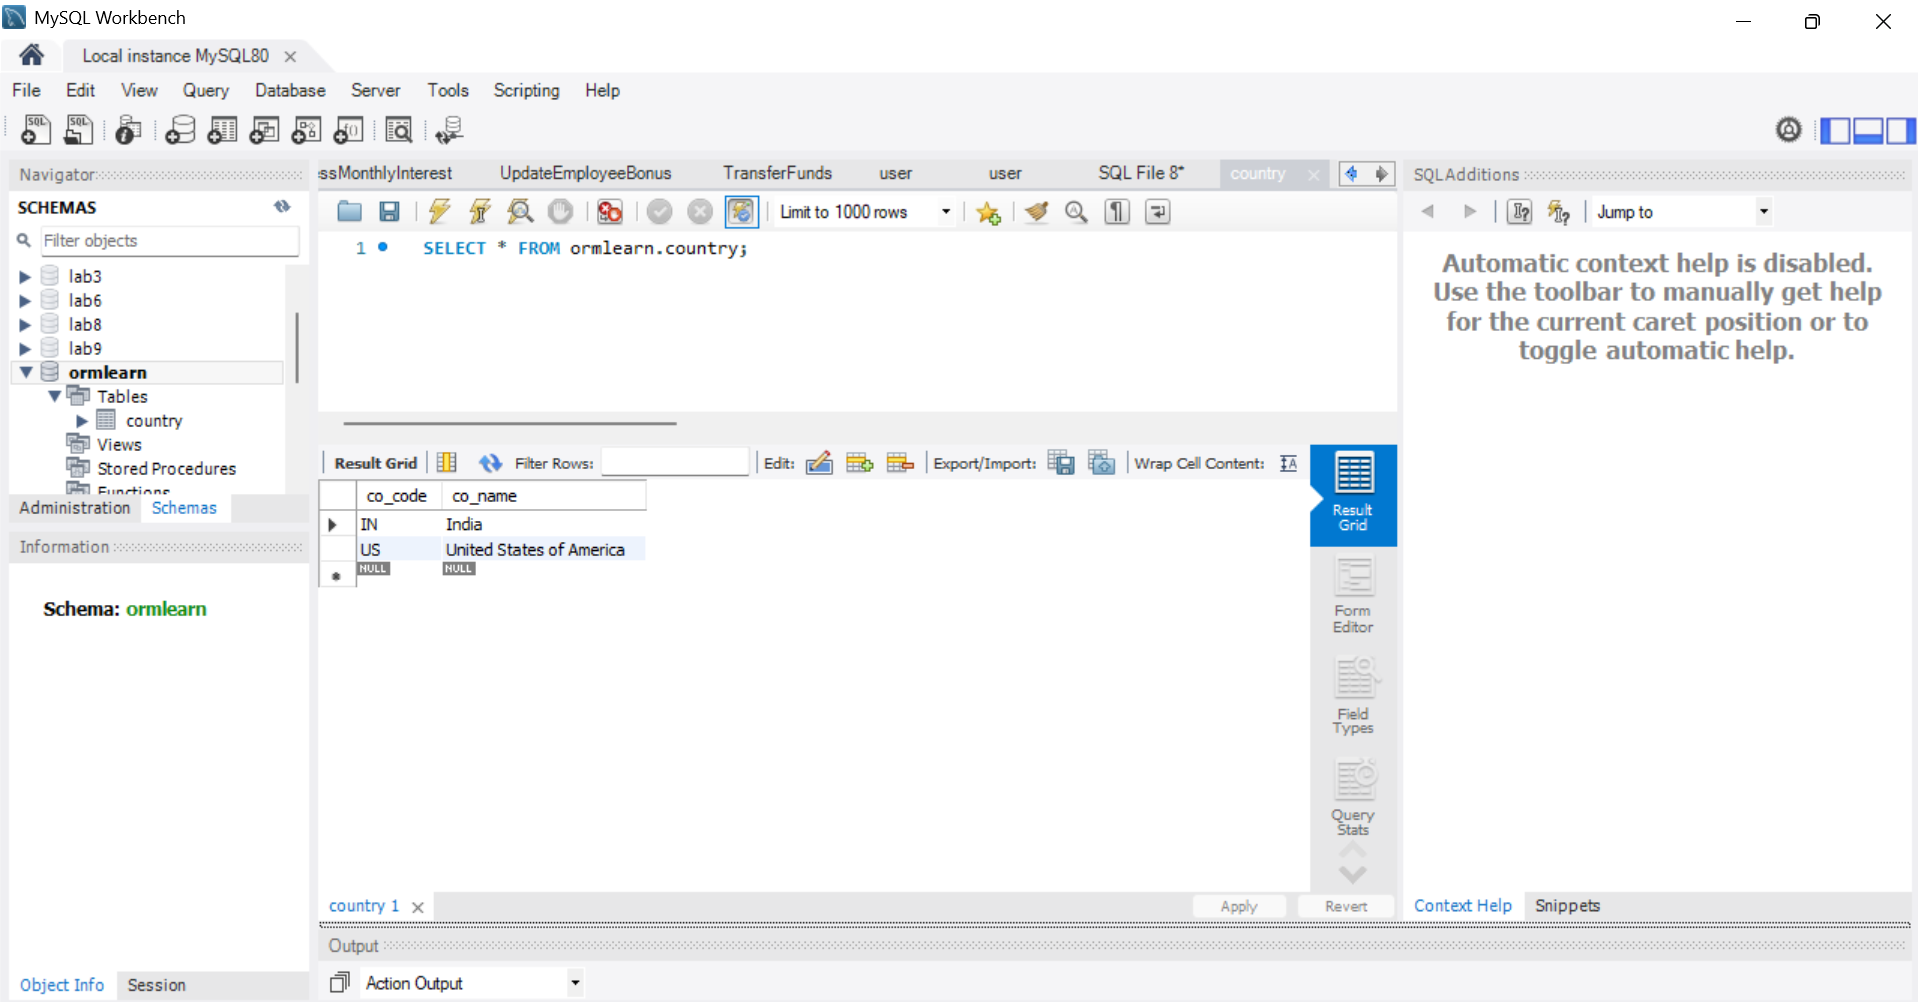 MySQL Workbench
Local instance MySQL80
File Edit View Query Database Server Tools Scripting Help
Navigator
SCHEMAS
Filter objects
lab3
lab6
lab8
lab9
ormlearn
Tables
country
Views
Stored Procedures
Functions
Administration Schemas
Information
Schema: ormlearn
Object Info Session
ssMonthlyInterest UpdateEmployeeBonus TransferFunds user user SQL File 8* country
Limit to 1000 rows
1 SELECT * FROM ormlearn.country;
Result Grid Filter Rows: Edit: Export/Import: Wrap Cell Content:
co_code co_name
IN India
US United States of America
NULL NULL
Result Grid
Form Editor
Field Types
Query Stats
country 1 Apply Revert
Output
Action Output
SQLAdditions
Jump to
Automatic context help is disabled.
Use the toolbar to manually get help
for the current caret position or to
toggle automatic help.
Context Help Snippets